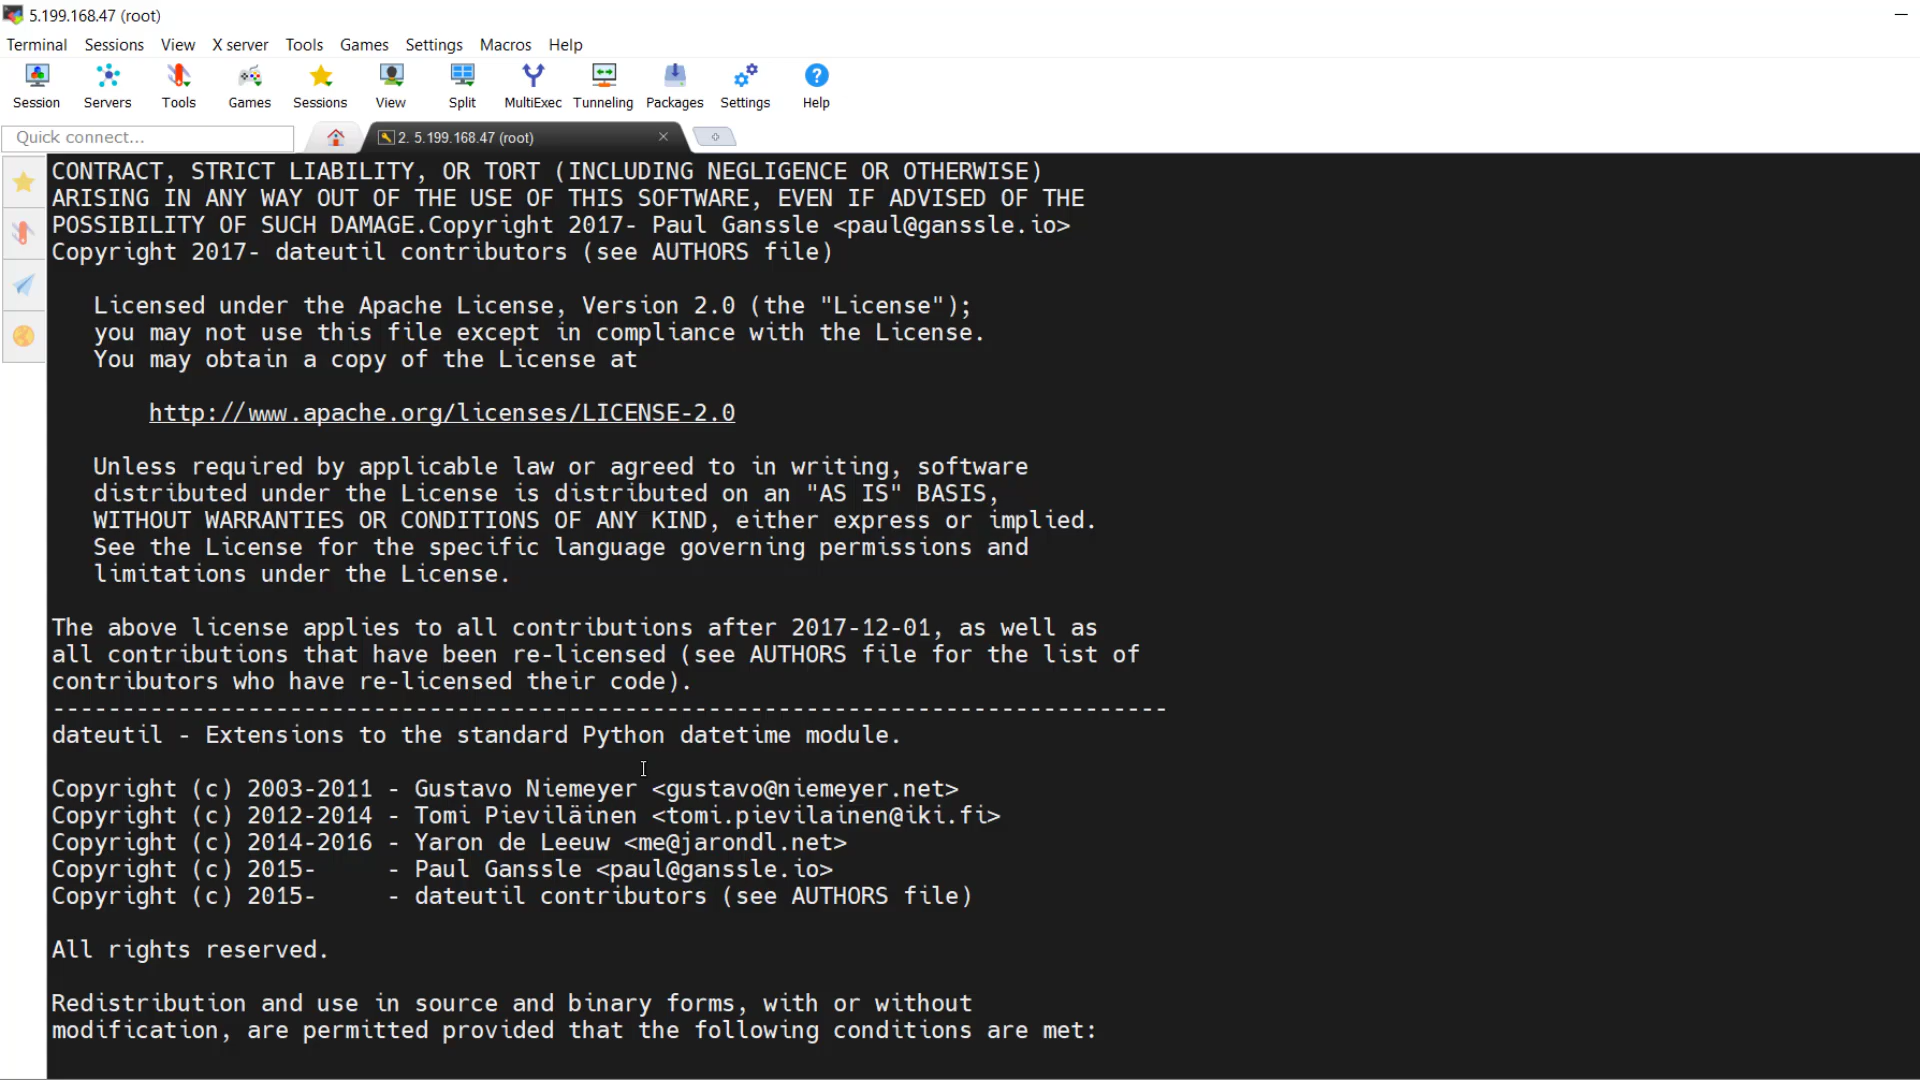 5.199.168.47 (root)
Terminal Sessions View X server Tools Games Settings Macros Help
Session Servers Tools Games Sessions View Split MultiExec Tunneling Packages Settings Help
Quick connect...
2. 5.199.168.47 (root)
CONTRACT, STRICT LIABILITY, OR TORT (INCLUDING NEGLIGENCE OR OTHERWISE)
ARISING IN ANY WAY OUT OF THE USE OF THIS SOFTWARE, EVEN IF ADVISED OF THE
POSSIBILITY OF SUCH DAMAGE.Copyright 2017- Paul Ganssle <paul@ganssle.io>
Copyright 2017- dateutil contributors (see AUTHORS file)
Licensed under the Apache License, Version 2.0 (the "License");
you may not use this file except in compliance with the License.
You may obtain a copy of the License at
http://www.apache.org/licenses/LICENSE-2.0
Unless required by applicable law or agreed to in writing, software
distributed under the License is distributed on an "AS IS" BASIS,
WITHOUT WARRANTIES OR CONDITIONS OF ANY KIND, either express or implied.
See the License for the specific language governing permissions and
limitations under the License.
The above license applies to all contributions after 2017-12-01, as well as
all contributions that have been re-licensed (see AUTHORS file for the list of
contributors who have re-licensed their code).
--------------------------------------------------------------------------------
dateutil - Extensions to the standard Python datetime module.
Copyright (c) 2003-2011 - Gustavo Niemeyer <gustavo@niemeyer.net>
Copyright (c) 2012-2014 - Tomi Pieviläinen <tomi.pievilainen@iki.fi>
Copyright (c) 2014-2016 - Yaron de Leeuw <me@jarondl.net>
Copyright (c) 2015-     - Paul Ganssle <paul@ganssle.io>
Copyright (c) 2015-     - dateutil contributors (see AUTHORS file)
All rights reserved.
Redistribution and use in source and binary forms, with or without
modification, are permitted provided that the following conditions are met: